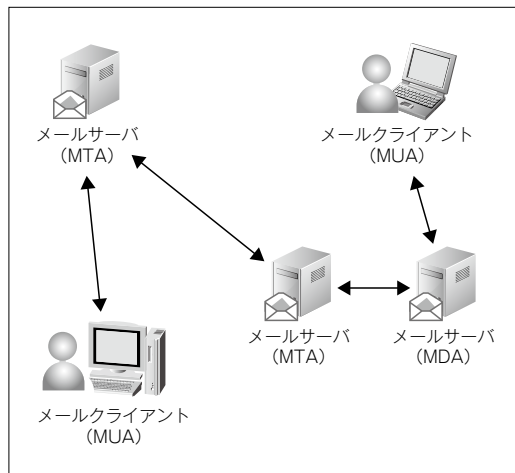 メールサーバ
（MTA）
メールクライアント
（MUA）
メールサーバ
（MTA）
メールサーバ
（MDA）
メールクライアント
（MUA）